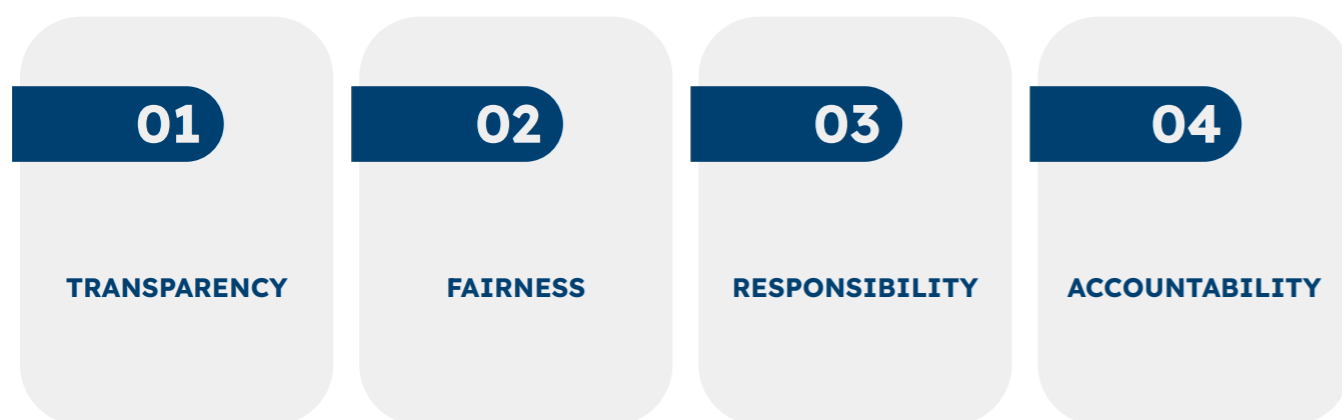 01
TRANSPARENCY
02
FAIRNESS
03
RESPONSIBILITY
04
ACCOUNTABILITY